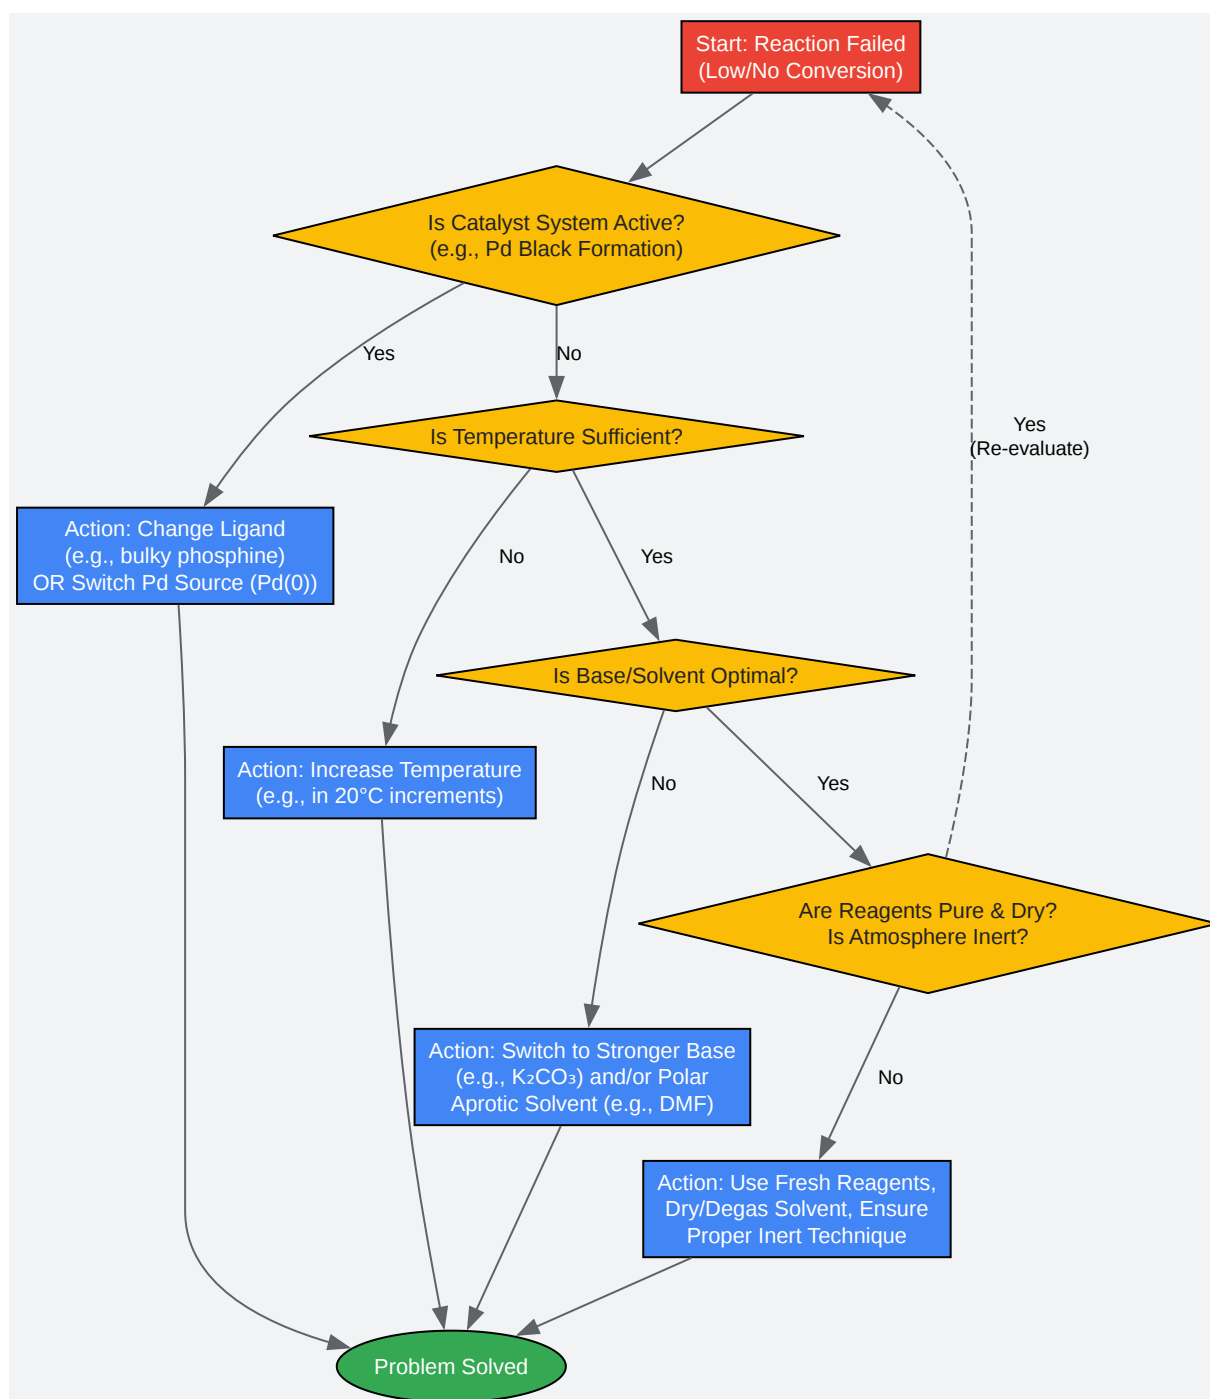 Start: Reaction Failed
(Low/No Conversion)
Is Catalyst System Active?
(e.g., Pd Black Formation)
Yes
No
Is Temperature Sufficient?
Yes
(Re-evaluate)
Action: Change Ligand
(e.g., bulky phosphine)
OR Switch Pd Source (Pd(0))
No
Yes
Is Base/Solvent Optimal?
Action: Increase Temperature
(e.g., in 20°C increments)
No
Yes
Are Reagents Pure & Dry?
Is Atmosphere Inert?
Action: Switch to Stronger Base
(e.g., K₂CO₃) and/or Polar
Aprotic Solvent (e.g., DMF)
No
Action: Use Fresh Reagents,
Dry/Degas Solvent, Ensure
Proper Inert Technique
Problem Solved